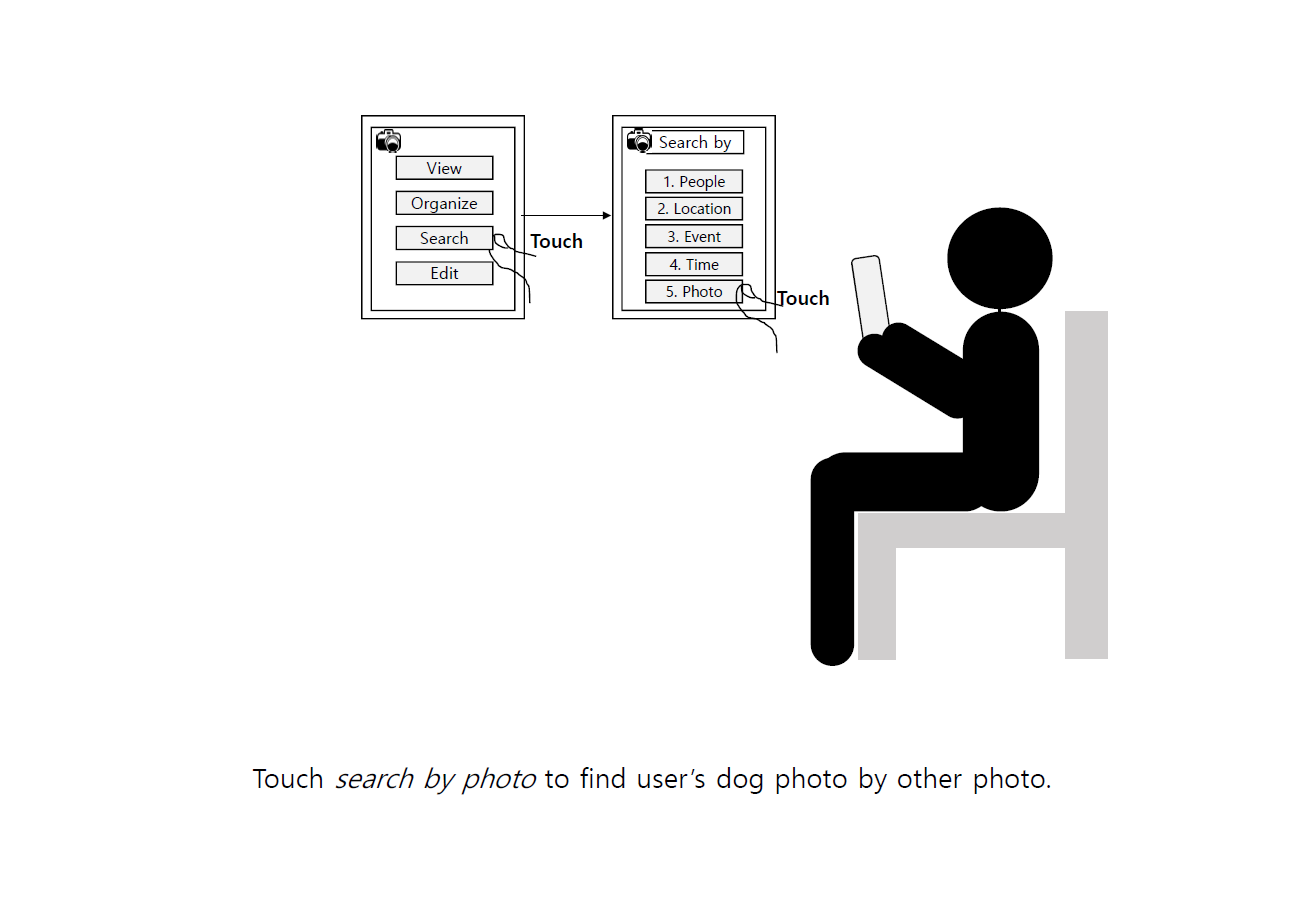 View
Organize
Search
Edit
Touch
Search by
1. People
2. Location
3. Event
4. Time
5. Photo
Touch
Touch search by photo to find user's dog photo by other photo.